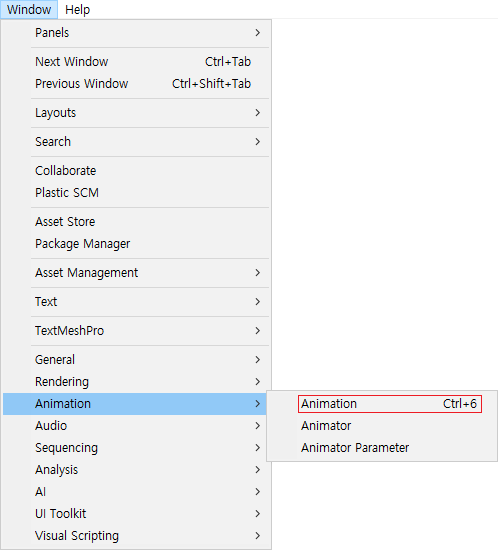 Window Help
Panels
Next Window Ctrl+Tab
Previous Window Ctrl+Shift+Tab
Layouts
Search
Collaborate
Plastic SCM
Asset Store
Package Manager
Asset Management
Text
TextMeshPro
General
Rendering
Animation
Animation Ctrl+6
Animator
Animator Parameter
Audio
Sequencing
Analysis
AI
UI Toolkit
Visual Scripting